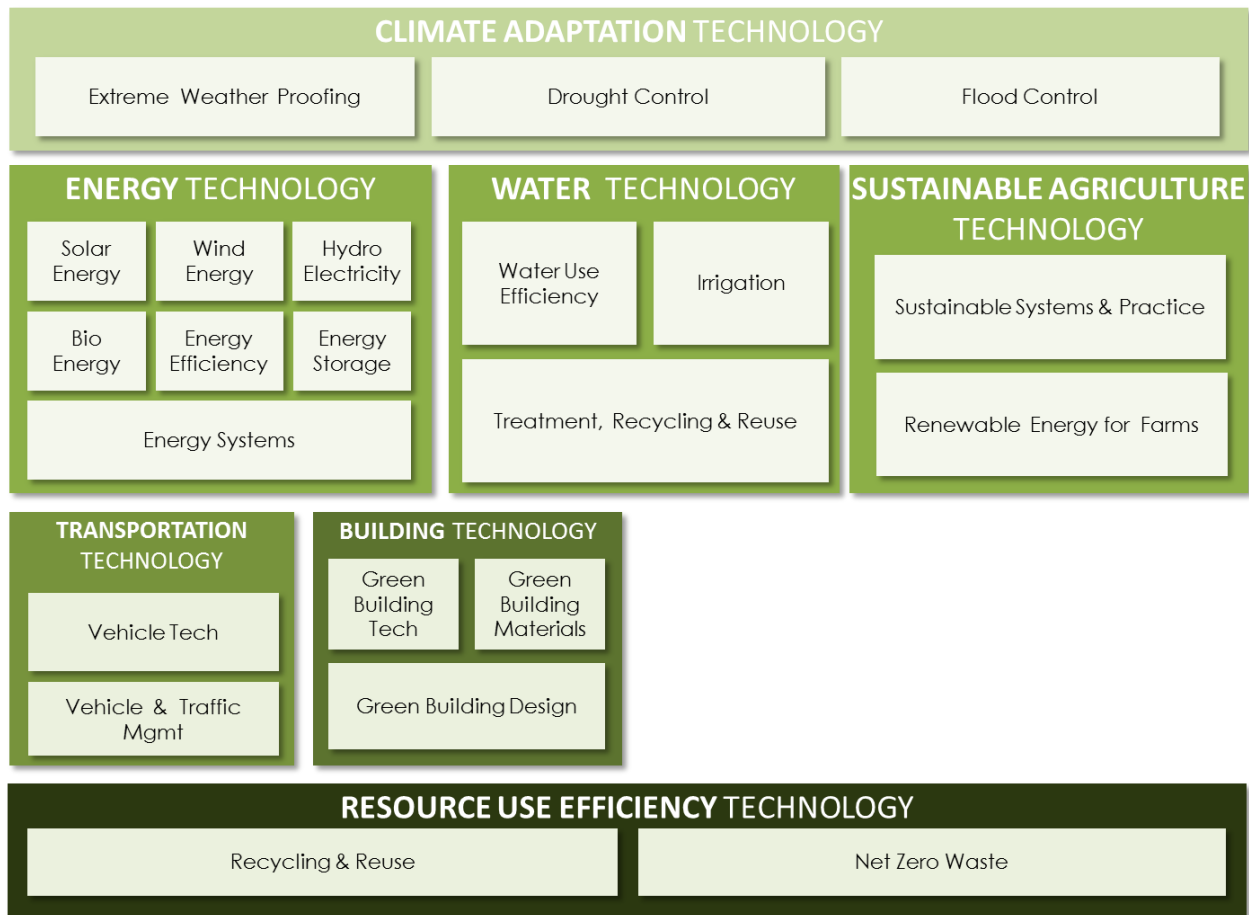 CLIMATE ADAPTATION TECHNOLOGY
Extreme Weather Proofing
Drought Control
Flood Control
ENERGY TECHNOLOGY
Solar
Energy
Wind
Energy
Hydro
Electricity
Bio
Energy
Energy
Efficiency
Energy
Storage
Energy Systems
WATER TECHNOLOGY
Water Use
Efficiency
Irrigation
Treatment, Recycling & Reuse
SUSTAINABLE AGRICULTURE
TECHNOLOGY
Sustainable Systems & Practice
Renewable Energy for Farms
TRANSPORTATION
TECHNOLOGY
Vehicle Tech
Vehicle & Traffic
Mgmt
BUILDING TECHNOLOGY
Green
Building
Tech
Green
Building
Materials
Green Building Design
RESOURCE USE EFFICIENCY TECHNOLOGY
Recycling & Reuse
Net Zero Waste